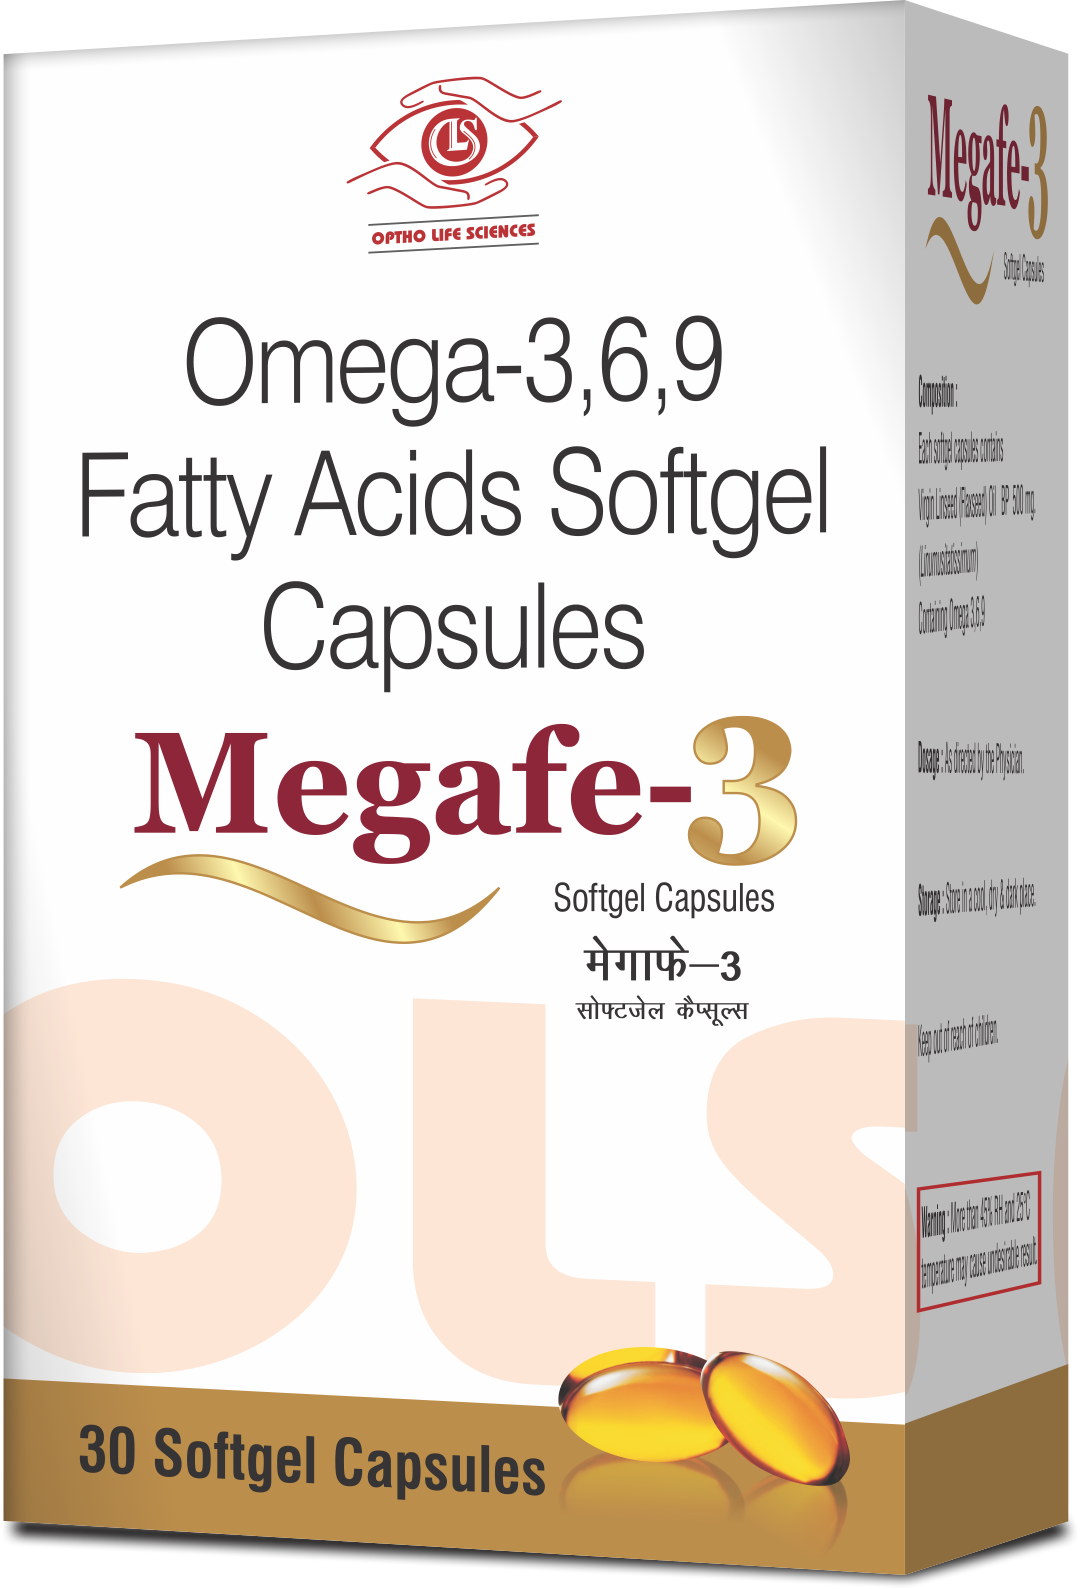 OLS
OPTHO LIFE SCIENCES
Omega-3,6,9
Fatty Acids Softgel
Capsules
Megafe-3
Softgel Capsules
मेगाफे–3
सोफ्टजेल कैप्सूल्स
OLS
30 Softgel Capsules
Megafe-3
Softgel Capsules
Composition :
Each softgel capsules contains
Virgin Linseed (Flaxseed) Oil BP 500 mg.
(Linumusitatissimum)
Containing Omega 3,6,9
Dosage : As directed by the Physician.
Storage : Store in a cool, dry & dark place.
Keep out of reach of children.
Warning : More than 45% RH and 25°C
temperature may cause undesirable result.